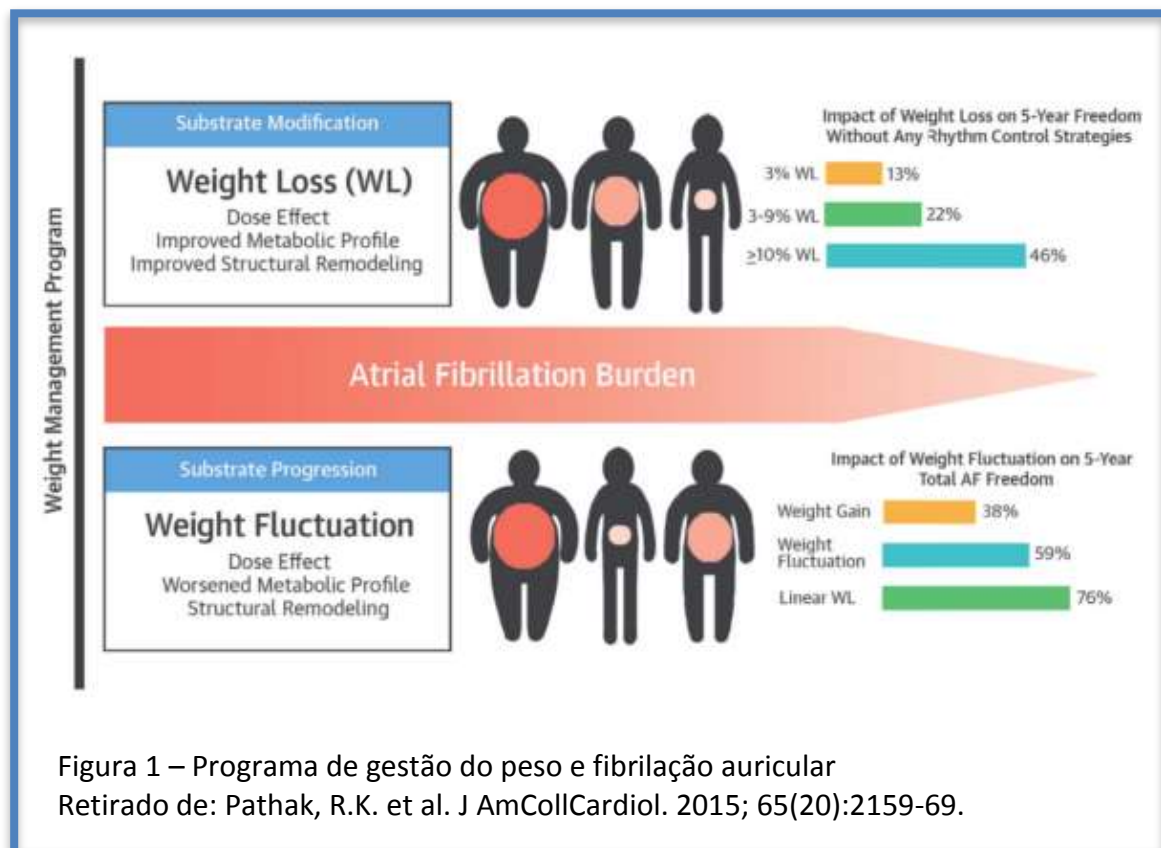 Weight Management Program
Substrate Modification
Weight Loss (WL)
Dose Effect
Improved Metabolic Profile
Improved Structural Remodeling
Impact of Weight Loss on 5-Year Freedom
Without Any Rhythm Control Strategies
3% WL 13%
3-9% WL 22%
≥10% WL 46%
Atrial Fibrillation Burden
Substrate Progression
Weight Fluctuation
Dose Effect
Worsened Metabolic Profile
Structural Remodeling
Impact of Weight Fluctuation on 5-Year
Total AF Freedom
Weight Gain 38%
Weight
Fluctuation 59%
Linear WL 76%
Figura 1 – Programa de gestão do peso e fibrilação auricular
Retirado de: Pathak, R.K. et al. J AmCollCardiol. 2015; 65(20):2159-69.